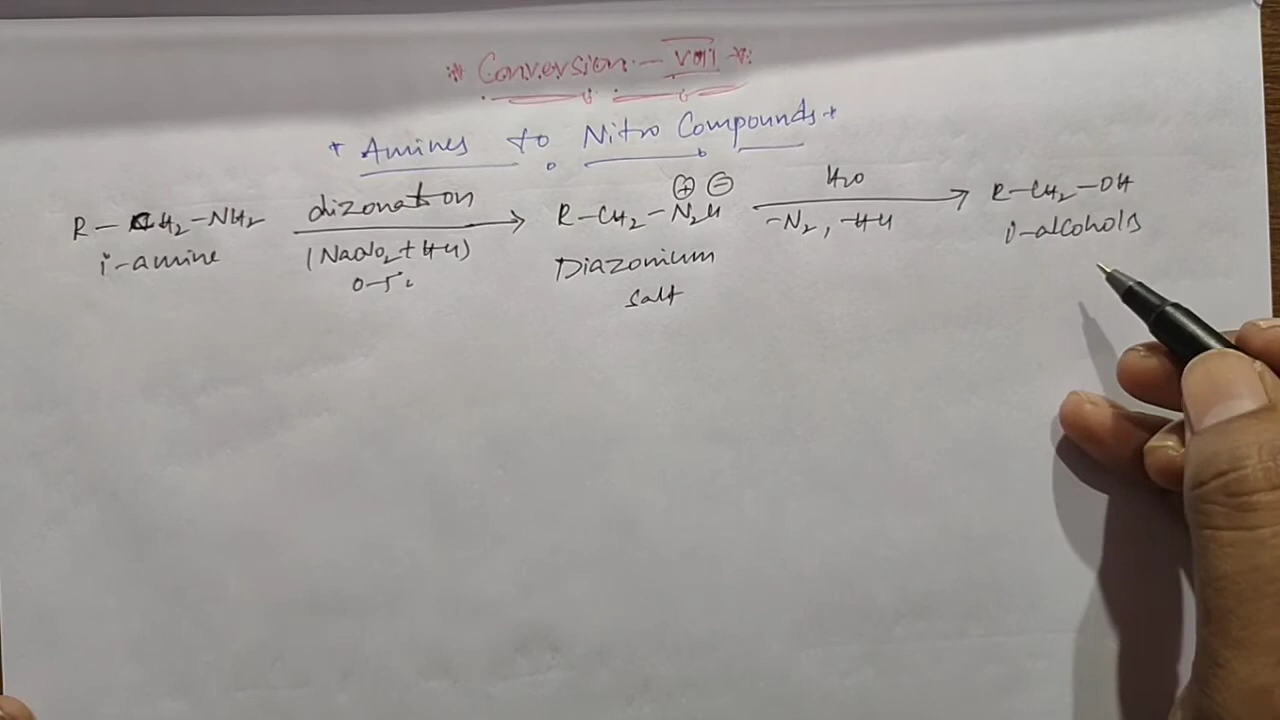 * Conversion - VIII *
* Amines to Nitro Compounds *
R-CH2-NH2 dizonation R-CH2-N2Cl H2O R-CH2-OH
(NaNO2+HCl) ⊕ ⊖ -N2, -HCl
1°-amine 0-5°c Diazonium salt 1°-alcohols